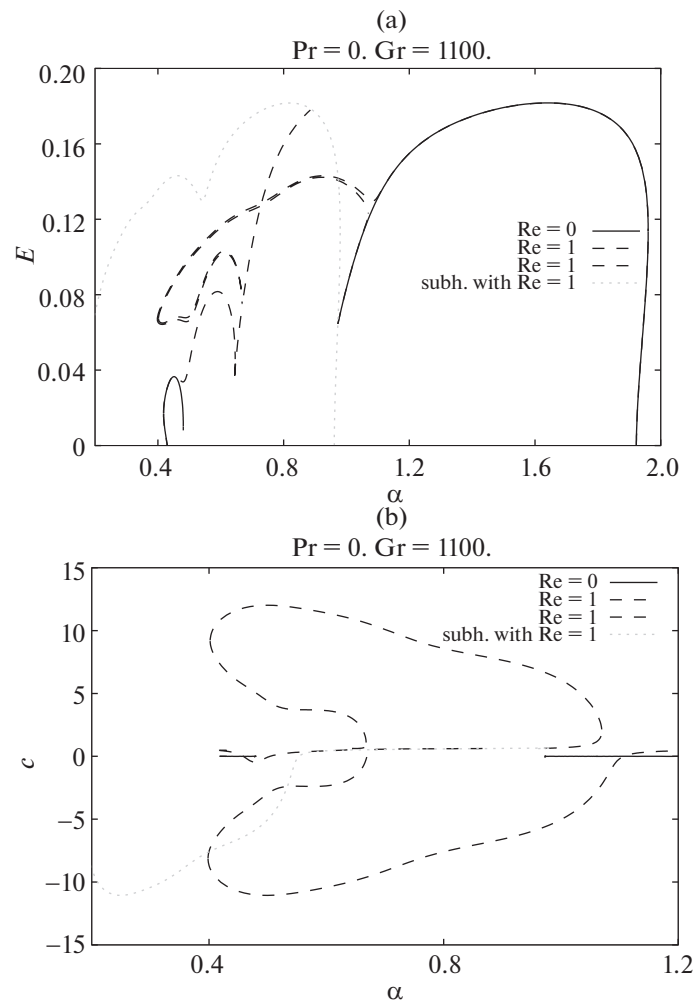 (a)
Pr = 0. Gr = 1100.
0.20
0.16
0.12
0.08
0.04
0
E
Re = 0
Re = 1
Re = 1
subh. with Re = 1
0.4 0.8 1.2 1.6 2.0
α
(b)
Pr = 0. Gr = 1100.
15
10
5
0
−5
−10
−15
c
Re = 0
Re = 1
Re = 1
subh. with Re = 1
0.4 0.8 1.2
α